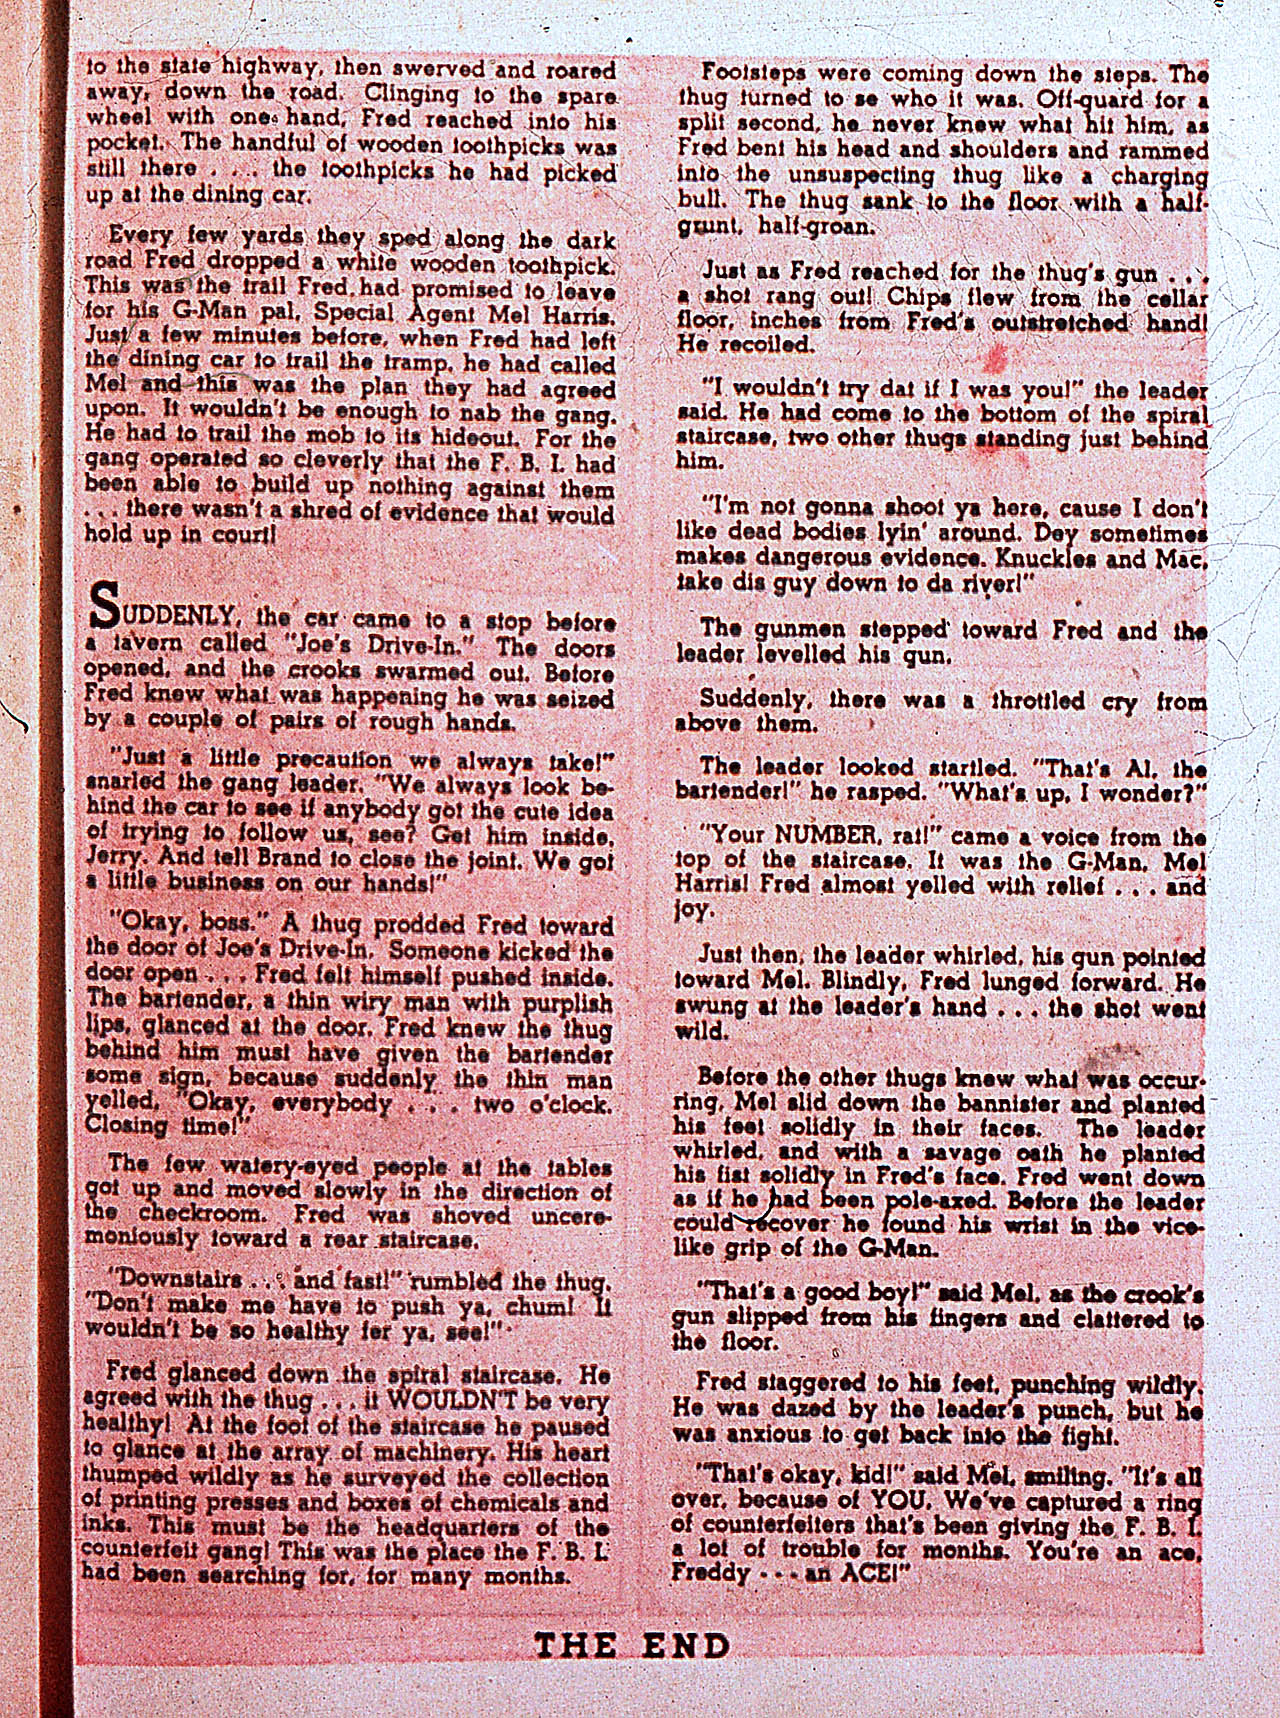 to the state highway, then swerved and roared
away, down the road. Clinging to the spare
wheel with one hand, Fred reached into his
pocket. The handful of wooden toothpicks was
still there . . . the toothpicks he had picked
up at the dining car.
Every few yards they sped along the dark
road Fred dropped a white wooden toothpick.
This was the trail Fred had promised to leave
for his G-Man pal, Special Agent Mel Harris.
Just a few minutes before, when Fred had left
the dining car to trail the tramp, he had called
Mel and this was the plan they had agreed
upon. It wouldn't be enough to nab the gang.
He had to trail the mob to its hideout. For the
gang operated so cleverly that the F. B. I. had
been able to build up nothing against them
. . . there wasn't a shred of evidence that would
hold up in court!
SUDDENLY, the car came to a stop before
a tavern called "Joe's Drive-In." The doors
opened, and the crooks swarmed out. Before
Fred knew what was happening he was seized
by a couple of pairs of rough hands.
"Just a little precaution we always take!"
snarled the gang leader. "We always look be-
hind the car to see if anybody got the cute idea
of trying to follow us, see? Get him inside,
Jerry. And tell Brand to close the joint. We got
a little business on our hands!"
"Okay, boss." A thug prodded Fred toward
the door of Joe's Drive-In. Someone kicked the
door open . . . Fred felt himself pushed inside.
The bartender, a thin wiry man with purplish
lips, glanced at the door. Fred knew the thug
behind him must have given the bartender
some sign, because suddenly the thin man
yelled, "Okay, everybody . . . two o'clock.
Closing time!"
The few watery-eyed people at the tables
got up and moved slowly in the direction of
the checkroom. Fred was shoved uncere-
moniously toward a rear staircase.
"Downstairs . . . and fast!" rumbled the thug.
"Don't make me have to push ya, chum! It
wouldn't be so healthy fer ya, see!"
Fred glanced down the spiral staircase. He
agreed with the thug . . . it WOULDN'T be very
healthy! At the foot of the staircase he paused
to glance at the array of machinery. His heart
thumped wildly as he surveyed the collection
of printing presses and boxes of chemicals and
inks. This must be the headquarters of the
counterfeit gang! This was the place the F. B. I.
had been searching for, for many months.
Footsteps were coming down the steps. The
thug turned to se who it was. Off-guard for a
split second, he never knew what hit him, as
Fred bent his head and shoulders and rammed
into the unsuspecting thug like a charging
bull. The thug sank to the floor with a half-
grunt, half-groan.
Just as Fred reached for the thug's gun . . .
a shot rang out! Chips flew from the cellar
floor, inches from Fred's outstretched hand!
He recoiled.
"I wouldn't try dat if I was you!" the leader
said. He had come to the bottom of the spiral
staircase, two other thugs standing just behind
him.
"I'm not gonna shoot ya here, cause I don't
like dead bodies lyin' around. Dey sometimes
makes dangerous evidence. Knuckles and Mac,
take dis guy down to da river!"
The gunmen stepped toward Fred and the
leader levelled his gun.
Suddenly, there was a throttled cry from
above them.
The leader looked startled. "That's Al, the
bartender!" he rasped. "What's up, I wonder?"
"Your NUMBER, rat!" came a voice from the
top of the staircase. It was the G-Man, Mel
Harris! Fred almost yelled with relief . . . and
joy.
Just then, the leader whirled, his gun pointed
toward Mel. Blindly, Fred lunged forward. He
swung at the leader's hand . . . the shot went
wild.
Before the other thugs knew what was occur-
ring, Mel slid down the bannister and planted
his feet solidly in their faces. The leader
whirled, and with a savage oath he planted
his fist solidly in Fred's face. Fred went down
as if he had been pole-axed. Before the leader
could recover he found his wrist in the vice-
like grip of the G-Man.
"That's a good boy!" said Mel, as the crook's
gun slipped from his fingers and clattered to
the floor.
Fred staggered to his feet, punching wildly.
He was dazed by the leader's punch, but he
was anxious to get back into the fight.
"That's okay, kid!" said Mel, smiling. "It's all
over, because of YOU. We've captured a ring
of counterfeiters that's been giving the F. B. I.
a lot of trouble for months. You're an ace,
Freddy . . . an ACE!"
THE END